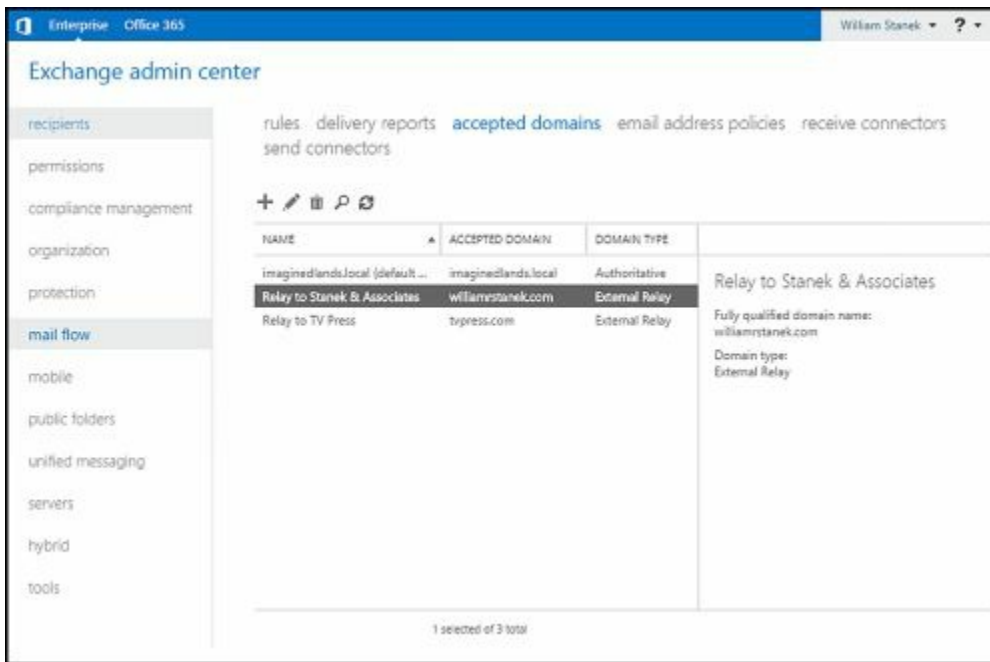 Enterprise Office 365
William Stanek ?
Exchange admin center
recipients
permissions
compliance management
organization
protection
mail flow
mobile
public folders
unified messaging
servers
hybrid
tools
rules delivery reports accepted domains email address policies receive connectors
send connectors
NAME ACCEPTED DOMAIN DOMAIN TYPE
imaginedlands.local (default ... imaginedlands.local Authoritative
Relay to Stanek & Associates williamrstanek.com External Relay
Relay to TV Press tvpress.com External Relay
Relay to Stanek & Associates
Fully qualified domain name:
williamrstanek.com
Domain type:
External Relay
1 selected of 3 total